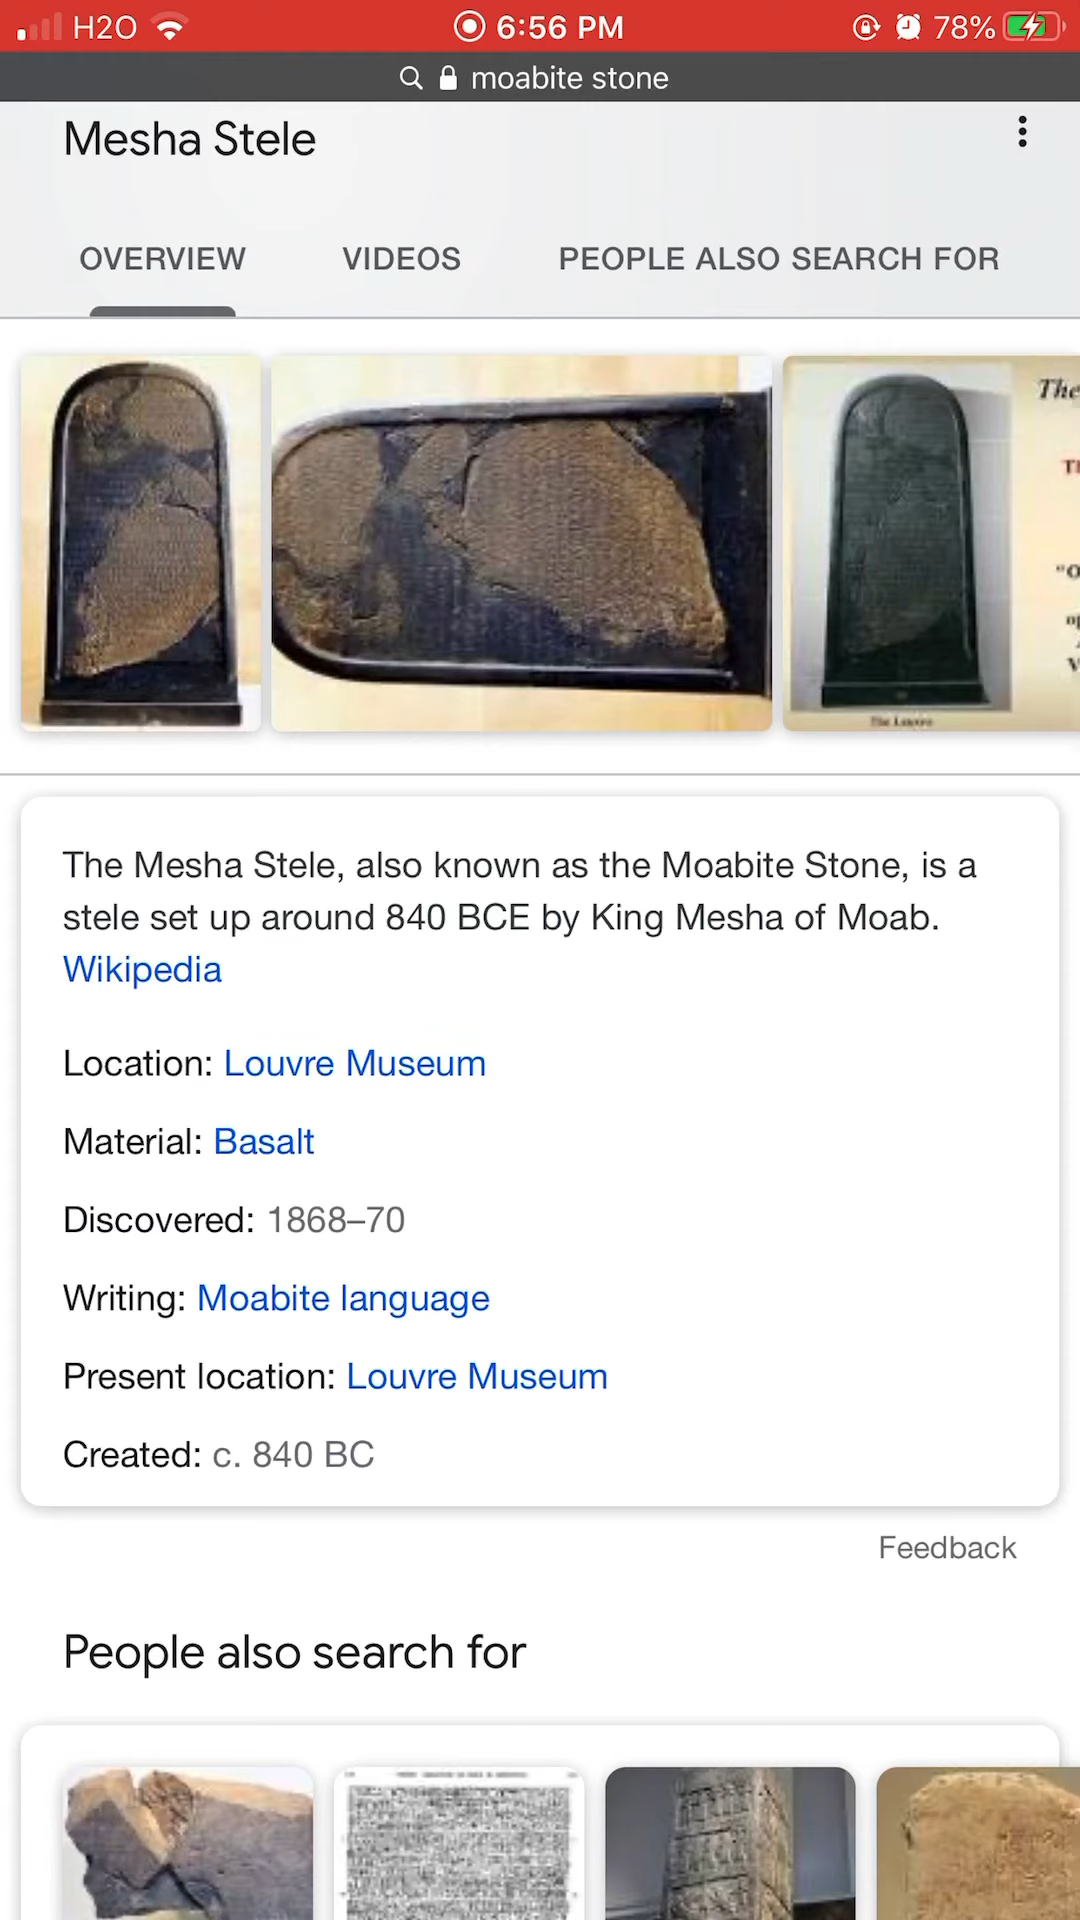 H2O 6:56 PM 78%
moabite stone
Mesha Stele
OVERVIEW VIDEOS PEOPLE ALSO SEARCH FOR
The
The Louvre
The Mesha Stele, also known as the Moabite Stone, is a
stele set up around 840 BCE by King Mesha of Moab.
Wikipedia
Location: Louvre Museum
Material: Basalt
Discovered: 1868–70
Writing: Moabite language
Present location: Louvre Museum
Created: c. 840 BC
Feedback
People also search for